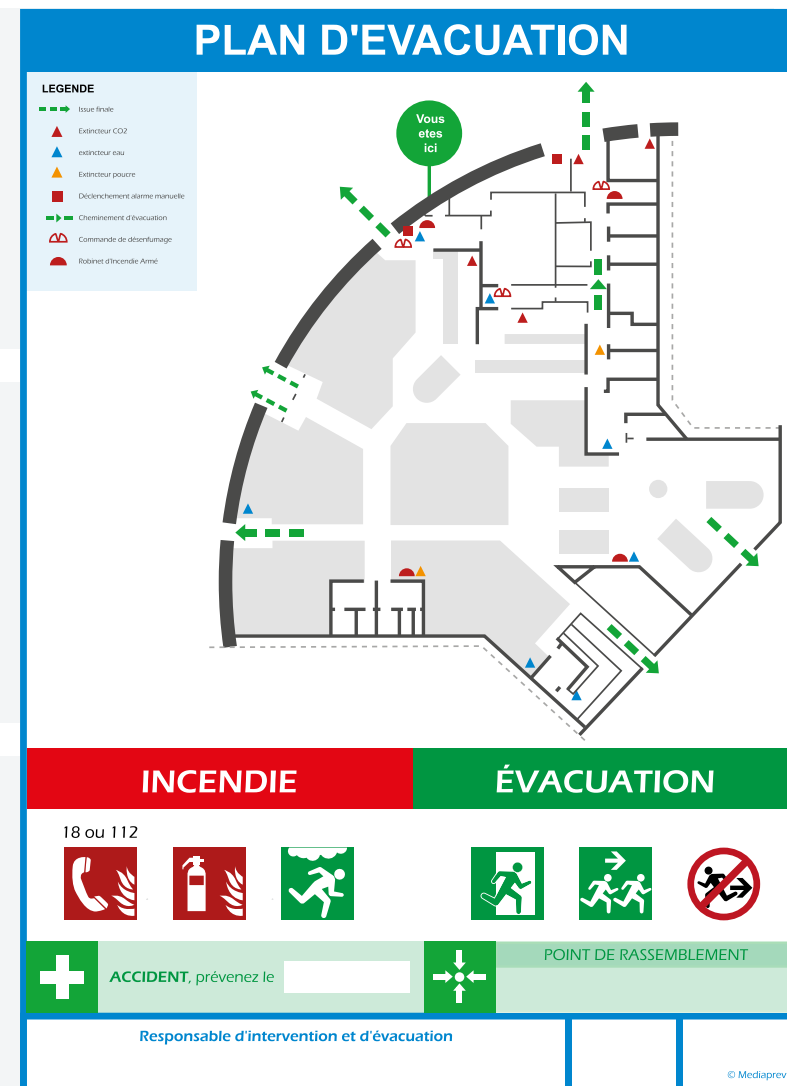 PLAN D'EVACUATION
LEGENDE
Issue finale
Extincteur CO2
extincteur eau
Extincteur poucre
Déclenchement alarme manuelle
Cheminement d'évacuation
Commande de désenfumage
Robinet d'Incendie Armé
Vous
etes
ici
INCENDIE
ÉVACUATION
18 ou 112
ACCIDENT, prévenez le
POINT DE RASSEMBLEMENT
Responsable d'intervention et d'évacuation
© Mediaprev